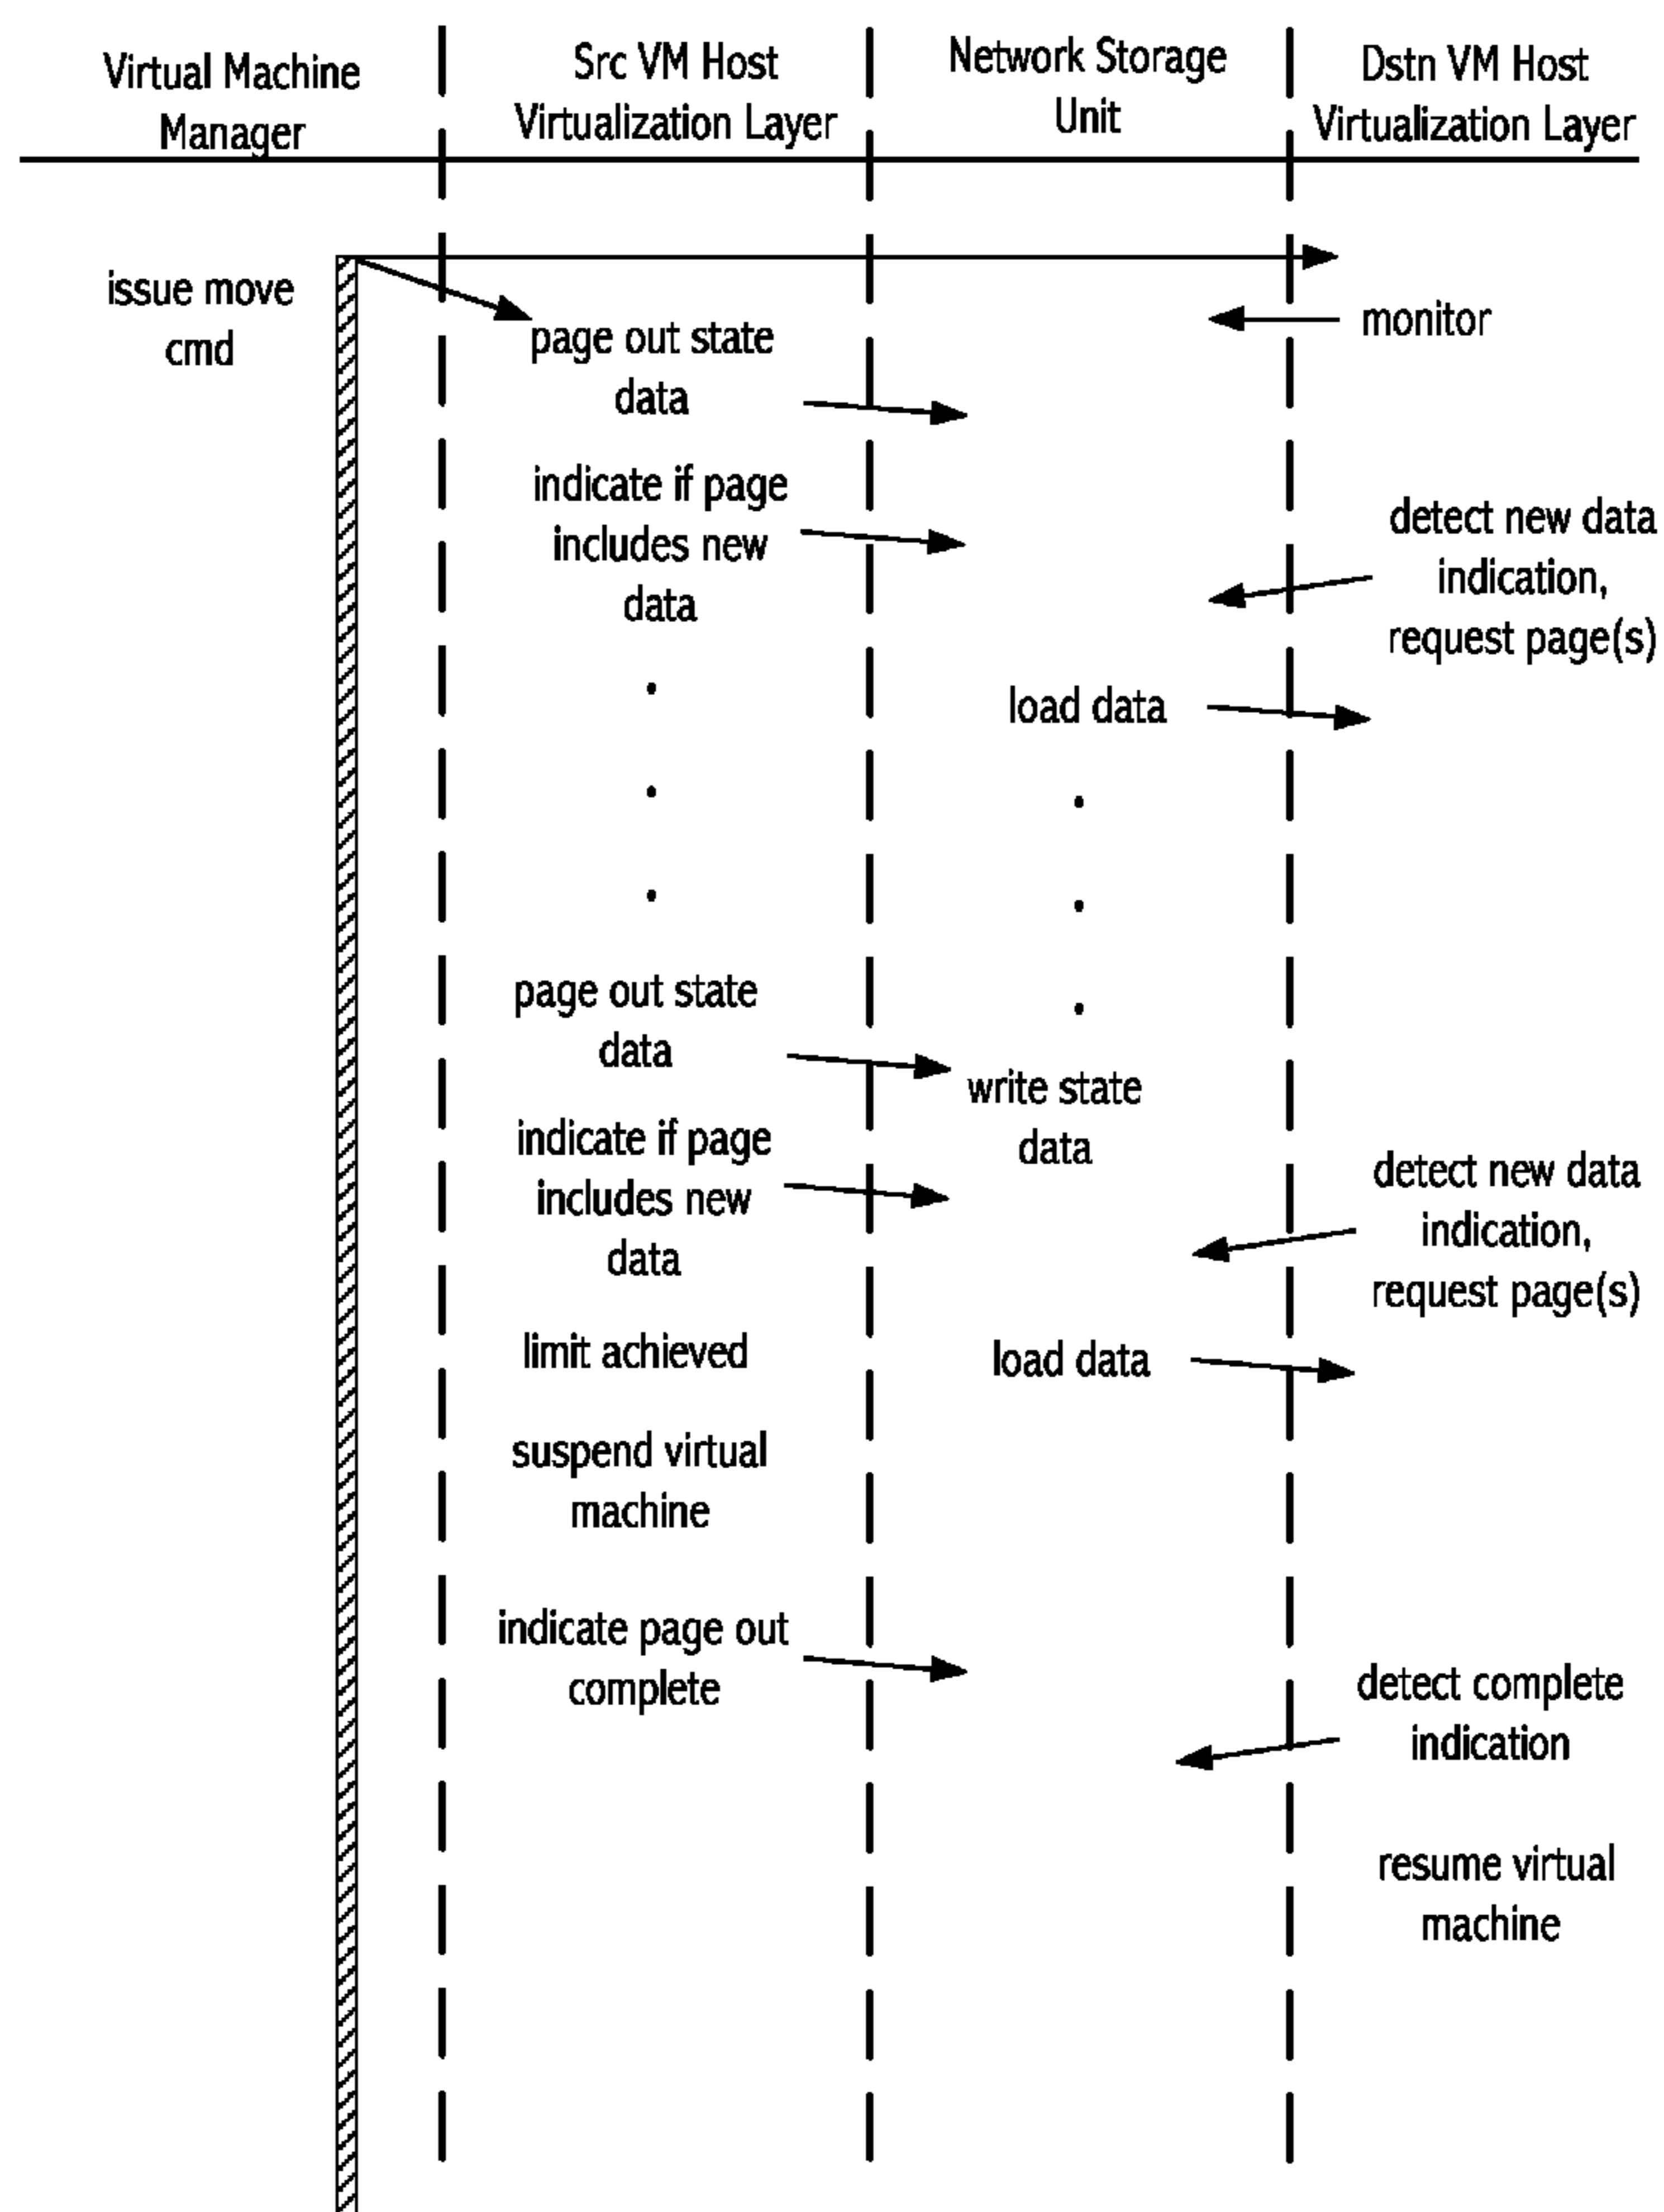 Virtual Machine
Manager
Src VM Host
Virtualization Layer
Network Storage
Unit
Dstn VM Host
Virtualization Layer
issue move
cmd
monitor
page out state
data
indicate if page
includes new
data
detect new data
indication,
request page(s)
load data
page out state
data
write state
data
indicate if page
includes new
data
detect new data
indication,
request page(s)
limit achieved
load data
suspend virtual
machine
indicate page out
complete
detect complete
indication
resume virtual
machine